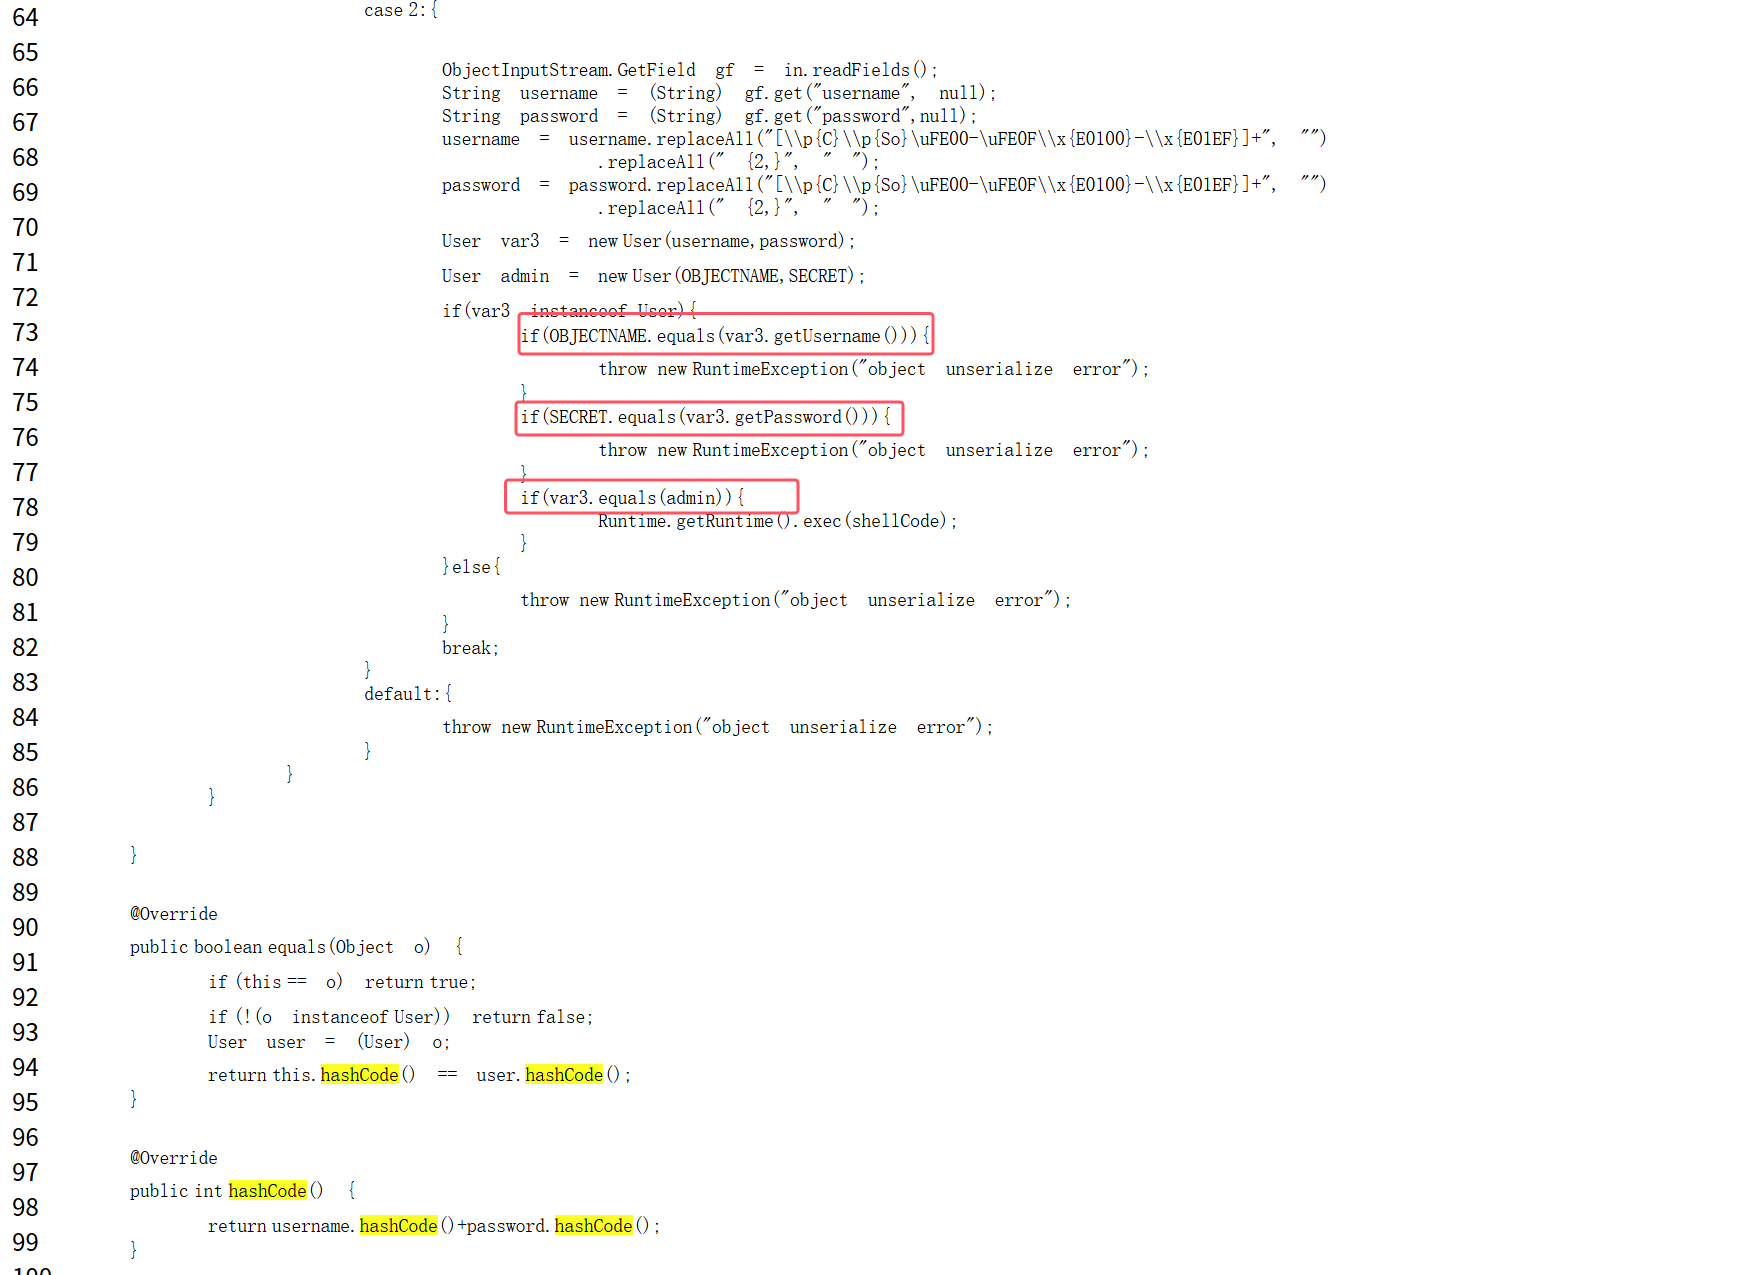 64 case 2:{
65
66 ObjectInputStream.GetField gf = in.readFields();
String username = (String) gf.get("username", null);
67 String password = (String) gf.get("password",null);
username = username.replaceAll("[\\p{C}\\p{So}\uFE00-\uFE0F\\x{E0100}-\\x{E01EF}]+", "")
68 .replaceAll(" {2,}", " ");
69 password = password.replaceAll("[\\p{C}\\p{So}\uFE00-\uFE0F\\x{E0100}-\\x{E01EF}]+", "")
.replaceAll(" {2,}", " ");
70
User var3 = new User(username,password);
71
User admin = new User(OBJECTNAME,SECRET);
72
if(var3 instanceof User){
73 if(OBJECTNAME.equals(var3.getUsername())){
74 throw new RuntimeException("object unserialize error");
}
75
if(SECRET.equals(var3.getPassword())){
76
throw new RuntimeException("object unserialize error");
77 }
78 if(var3.equals(admin)){
Runtime.getRuntime().exec(shellCode);
79 }
80 }else{
81 throw new RuntimeException("object unserialize error");
}
82 break;
83 }
default:{
84
throw new RuntimeException("object unserialize error");
85 }
86 }
}
87
88 }
89
90 @Override
91 public boolean equals(Object o) {
92 if (this == o) return true;
93 if (!(o instanceof User)) return false;
User user = (User) o;
94 return this.hashCode() == user.hashCode();
95 }
96
97 @Override
98 public int hashCode() {
99 return username.hashCode()+password.hashCode();
}
100